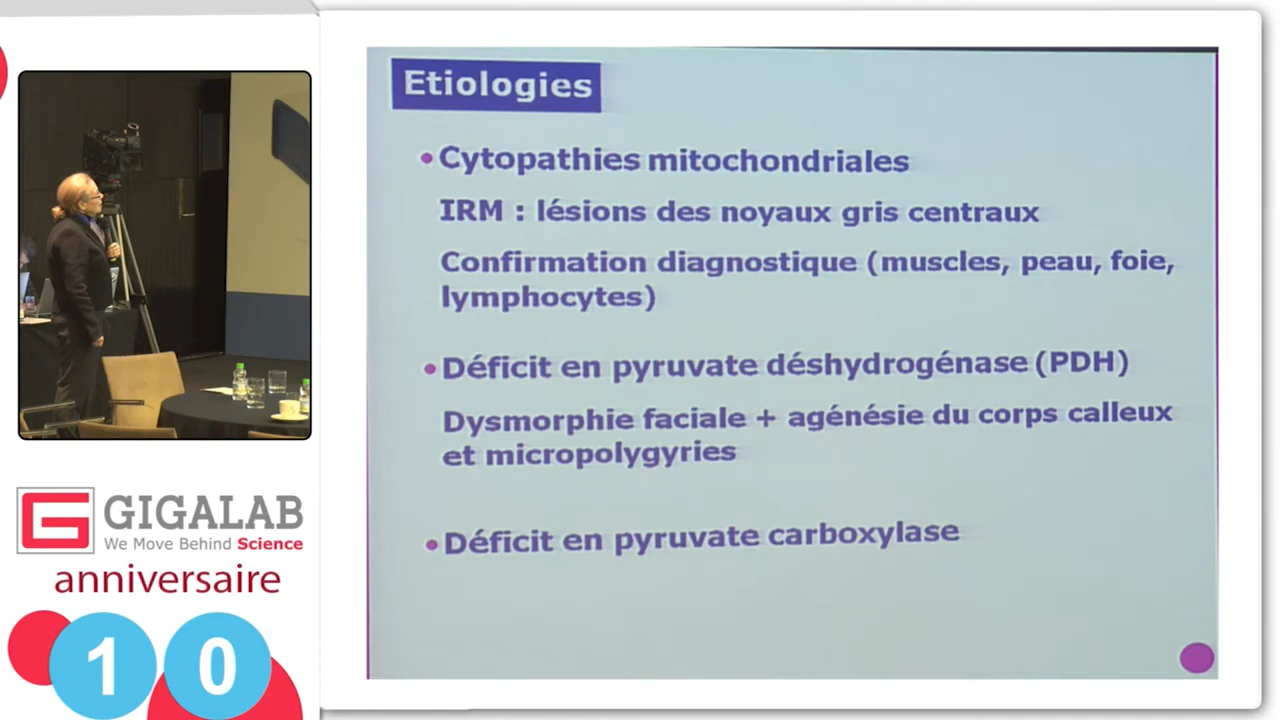 Etiologies
• Cytopathies mitochondriales
IRM : lésions des noyaux gris centraux
Confirmation diagnostique (muscles, peau, foie,
lymphocytes)
• Déficit en pyruvate déshydrogénase (PDH)
Dysmorphie faciale + agénésie du corps calleux
et micropolygyries
• Déficit en pyruvate carboxylase
G GIGALAB
We Move Behind Science
anniversaire
10